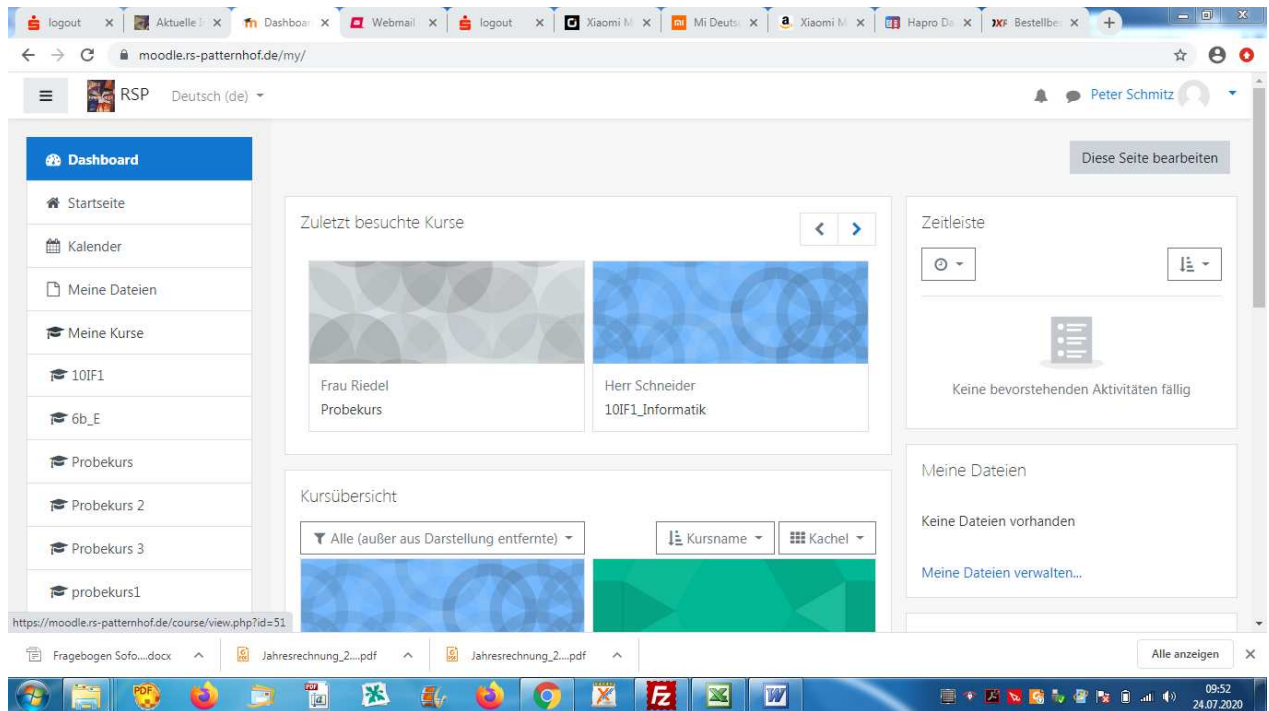 logout
Aktuelle I
Dashboar
Webmail
logout
Xiaomi M
Mi Deuts
Xiaomi M
Hapro Da
JXF Bestellbe
moodle.rs-patternhof.de/my/
RSP Deutsch (de)
Peter Schmitz
Dashboard
Startseite
Kalender
Meine Dateien
Meine Kurse
10IF1
6b_E
Probekurs
Probekurs 2
Probekurs 3
probekurs1
Diese Seite bearbeiten
Zuletzt besuchte Kurse
Frau Riedel
Probekurs
Herr Schneider
10IF1_Informatik
Kursübersicht
Alle (außer aus Darstellung entfernte)
Kursname
Kachel
Zeitleiste
Keine bevorstehenden Aktivitäten fällig
Meine Dateien
Keine Dateien vorhanden
Meine Dateien verwalten...
https://moodle.rs-patternhof.de/course/view.php?id=51
Fragebogen Sofo....docx
Jahresrechnung_2....pdf
Jahresrechnung_2....pdf
Alle anzeigen
09:52
24.07.2020